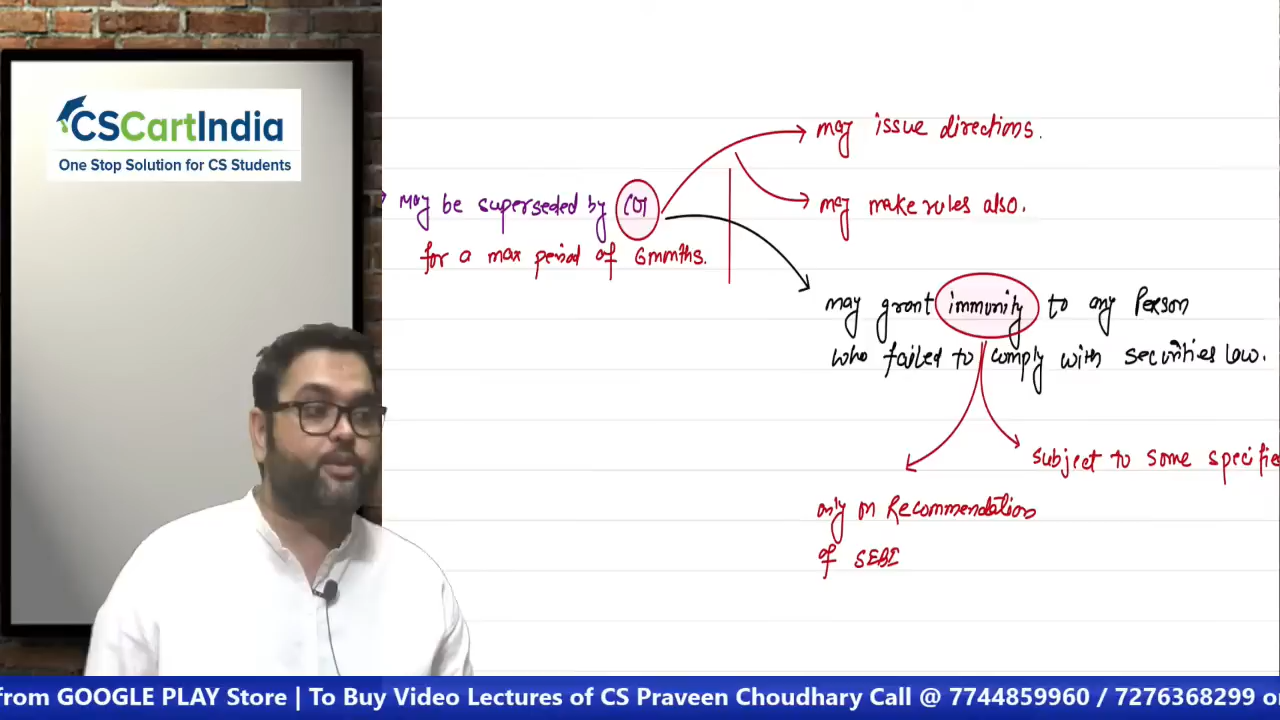 CSCartIndia
One Stop Solution for CS Students
may issue directions.
May be superseded by COI
may make rules also.
for a max period of 6 months.
may grant immunity to any Person
who failed to comply with securities law.
subject to some specifie
only on Recommendation
of SEBI
from GOOGLE PLAY Store | To Buy Video Lectures of CS Praveen Choudhary Call @ 7744859960 / 7276368299 o